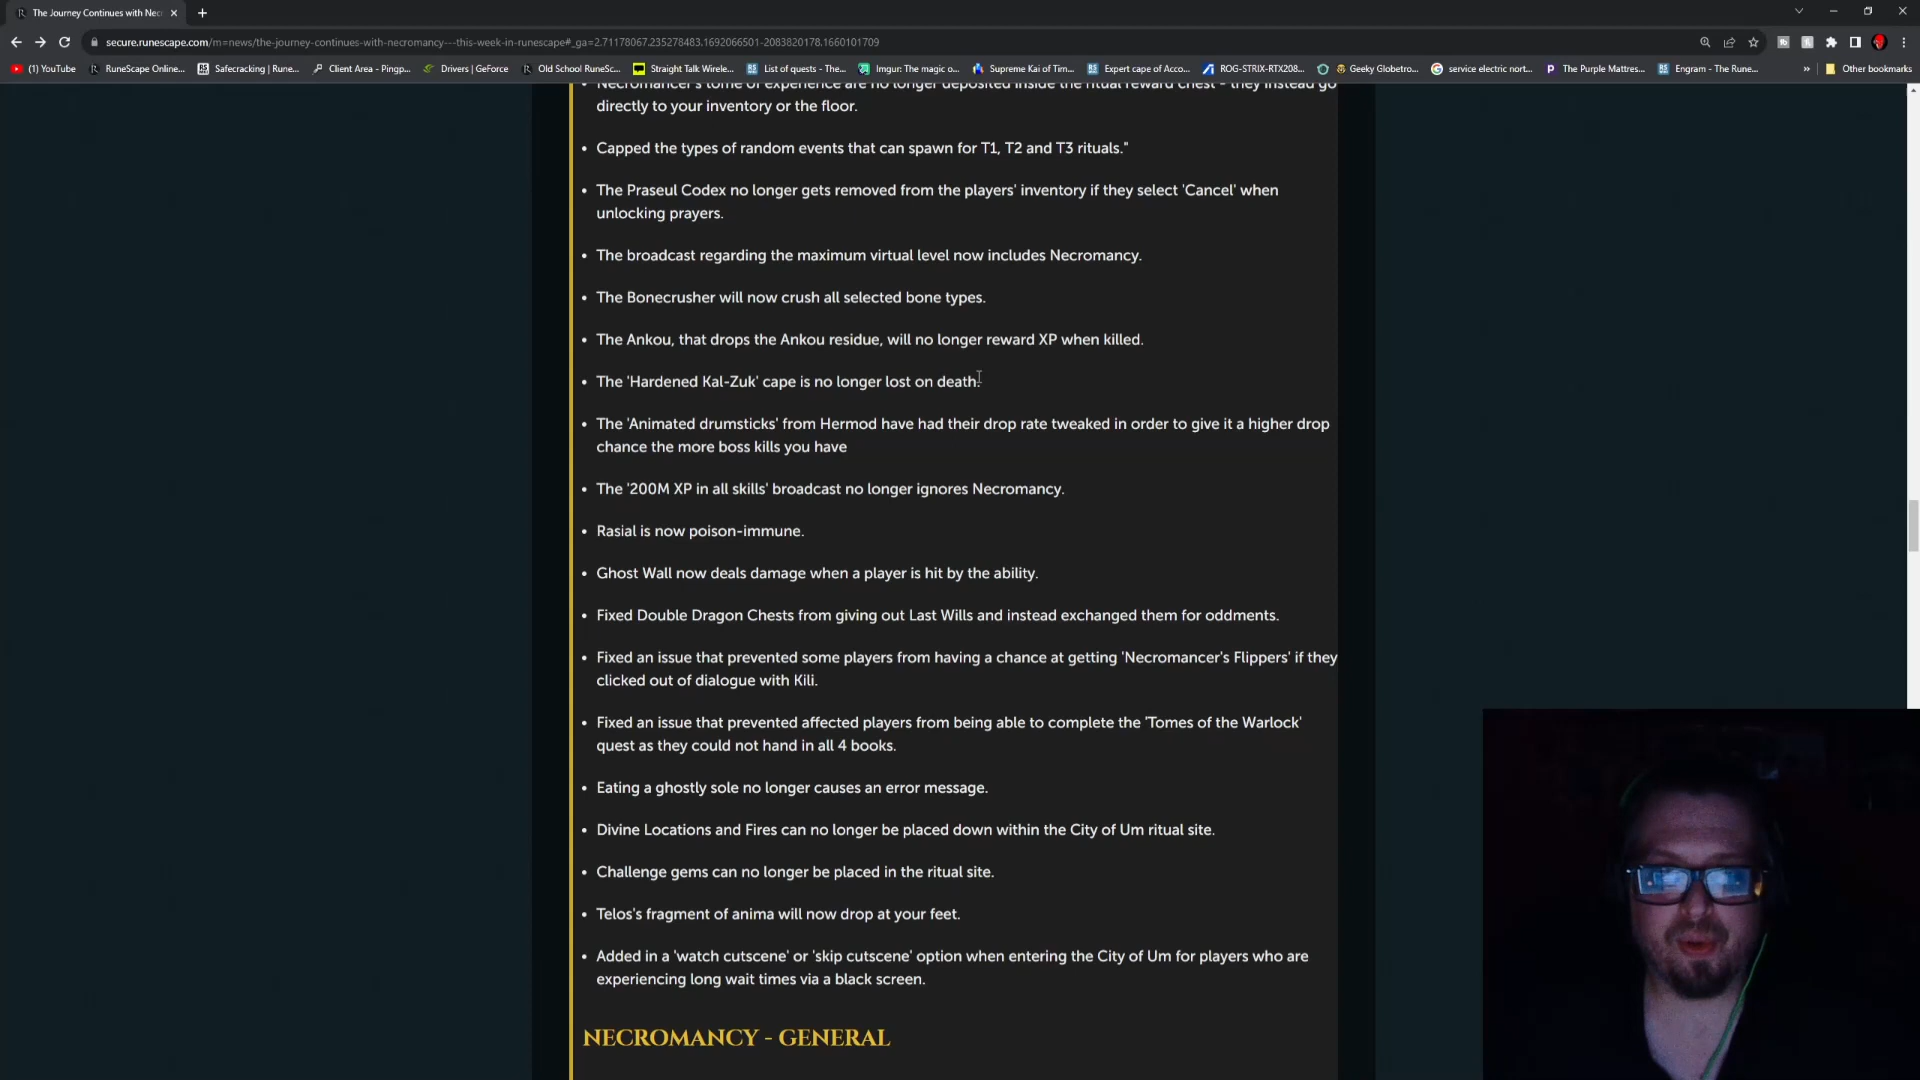 The Journey Continues with Necr
secure.runescape.com/m=news/the-journey-continues-with-necromancy---this-week-in-runescape#_ga=2.71178067.235278483.1692066501-2083820178.1660101709
(1) YouTube
RuneScape Online...
Safecracking | Rune...
Client Area - Pingp...
Drivers | GeForce
Old School RuneSc...
Straight Talk Wirele...
List of quests - The...
Imgur: The magic o...
Supreme Kai of Tim...
Expert cape of Acco...
ROG-STRIX-RTX208...
Geeky Globetro...
service electric nort...
The Purple Mattres...
Engram - The Rune...
» Other bookmarks
Necromancer's tome of experience are no longer deposited inside the ritual reward chest - they instead go
directly to your inventory or the floor.
• Capped the types of random events that can spawn for T1, T2 and T3 rituals."
• The Praseul Codex no longer gets removed from the players' inventory if they select 'Cancel' when
unlocking prayers.
• The broadcast regarding the maximum virtual level now includes Necromancy.
• The Bonecrusher will now crush all selected bone types.
• The Ankou, that drops the Ankou residue, will no longer reward XP when killed.
• The 'Hardened Kal-Zuk' cape is no longer lost on death.
• The 'Animated drumsticks' from Hermod have had their drop rate tweaked in order to give it a higher drop
chance the more boss kills you have
• The '200M XP in all skills' broadcast no longer ignores Necromancy.
• Rasial is now poison-immune.
• Ghost Wall now deals damage when a player is hit by the ability.
• Fixed Double Dragon Chests from giving out Last Wills and instead exchanged them for oddments.
• Fixed an issue that prevented some players from having a chance at getting 'Necromancer's Flippers' if they
clicked out of dialogue with Kili.
• Fixed an issue that prevented affected players from being able to complete the 'Tomes of the Warlock'
quest as they could not hand in all 4 books.
• Eating a ghostly sole no longer causes an error message.
• Divine Locations and Fires can no longer be placed down within the City of Um ritual site.
• Challenge gems can no longer be placed in the ritual site.
• Telos's fragment of anima will now drop at your feet.
• Added in a 'watch cutscene' or 'skip cutscene' option when entering the City of Um for players who are
experiencing long wait times via a black screen.
NECROMANCY - GENERAL